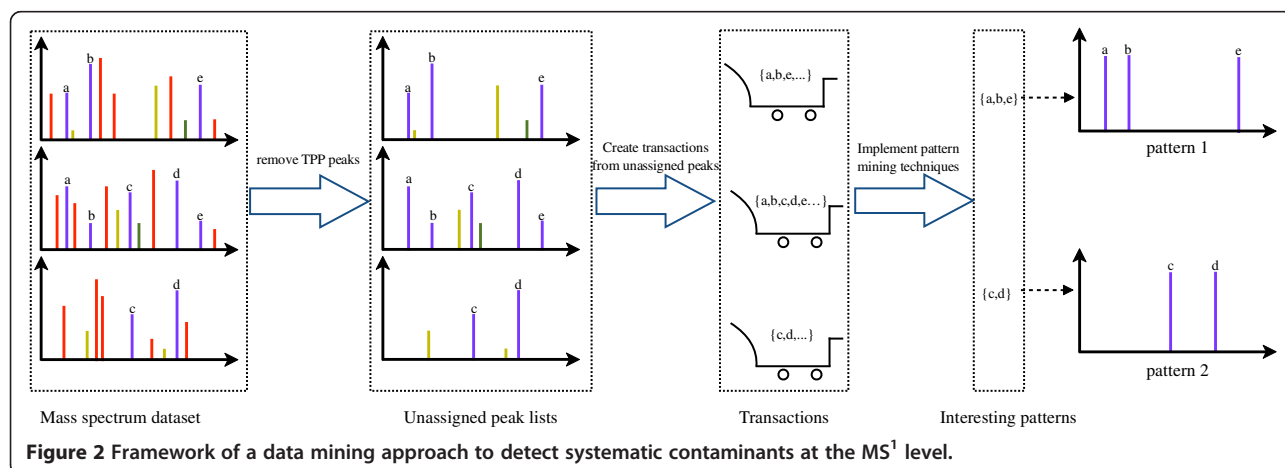 b
a
e
a
c
d
b
e
c
d
Mass spectrum dataset
remove TPP peaks
b
a
e
a
c
d
b
e
c
d
Unassigned peak lists
Create transactions
from unassigned peaks
{a,b,e,...}
{a,b,c,d,e…}
{c,d,...}
Transactions
Implement pattern
mining techniques
{a,b,e}
{c,d}
Interesting patterns
a b e
pattern 1
c d
pattern 2
Figure 2 Framework of a data mining approach to detect systematic contaminants at the MS¹ level.